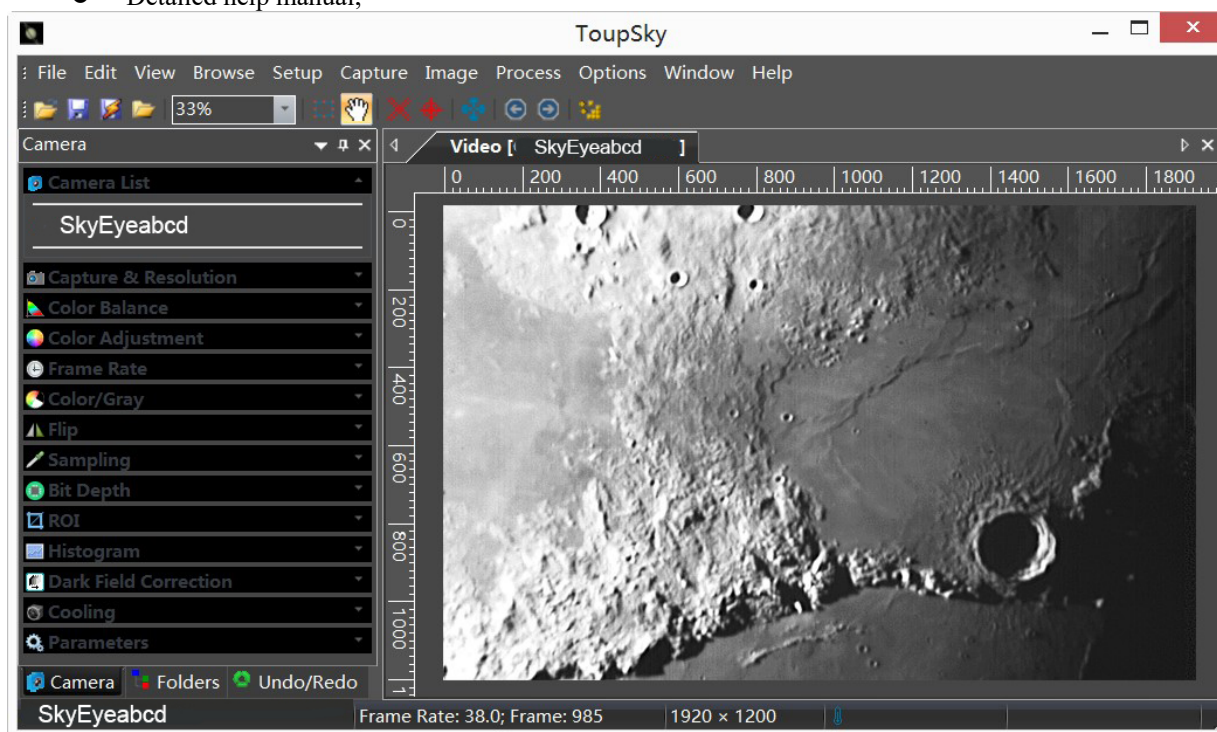 Detailed help manual;
ToupSky
File Edit View Browse Setup Capture Image Process Options Window Help
33%
Camera
Video [ SkyEyeabcd ]
Camera List
0 200 400 600 800 1000 1200 1400 1600 1800
SkyEyeabcd
0
Capture & Resolution
Color Balance
200
Color Adjustment
Frame Rate
400
Color/Gray
Flip
Sampling
600
Bit Depth
ROI
800
Histogram
Dark Field Correction
Cooling
1000
Parameters
Camera Folders Undo/Redo
SkyEyeabcd Frame Rate: 38.0; Frame: 985 1920 × 1200